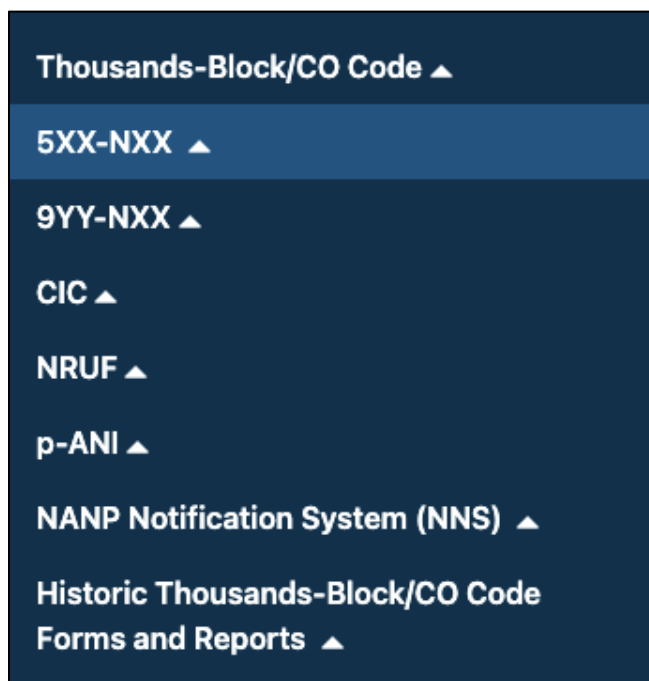 Thousands-Block/CO Code ▲
5XX-NXX ▲
9YY-NXX ▲
CIC ▲
NRUF ▲
p-ANI ▲
NANP Notification System (NNS) ▲
Historic Thousands-Block/CO Code
Forms and Reports ▲